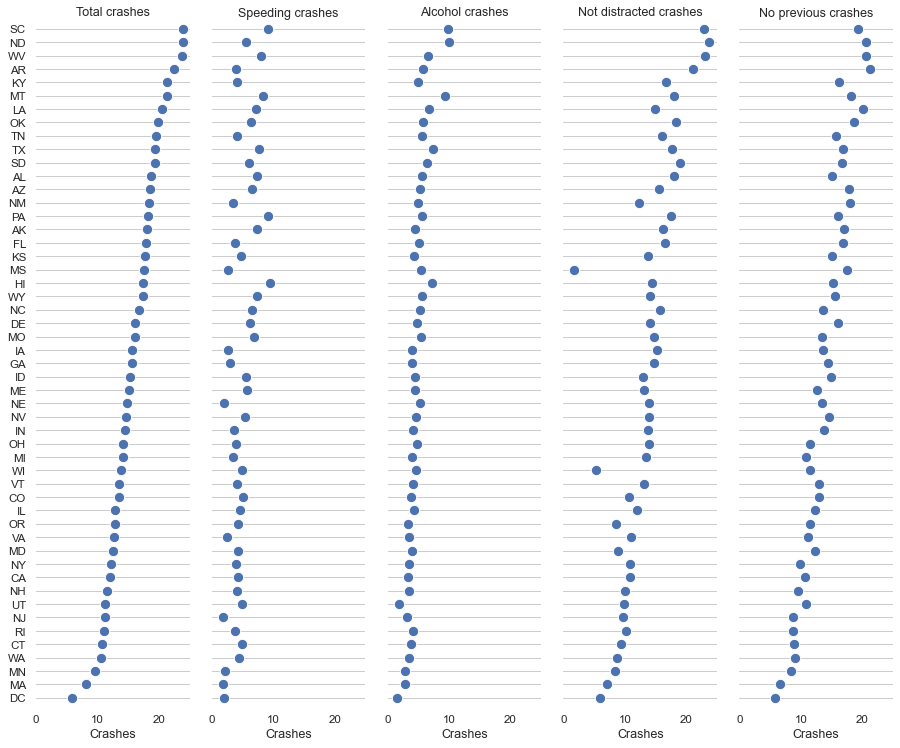 Total crashes Speeding crashes Alcohol crashes Not distracted crashes No previous crashes
SC
ND
WV
AR
KY
MT
LA
OK
TN
TX
SD
AL
AZ
NM
PA
AK
FL
KS
MS
HI
WY
NC
DE
MO
IA
GA
ID
ME
NE
NV
IN
OH
MI
WI
VT
CO
IL
OR
VA
MD
NY
CA
NH
UT
NJ
RI
CT
WA
MN
MA
DC
0 10 20 0 10 20 0 10 20 0 10 20 0 10 20
Crashes Crashes Crashes Crashes Crashes